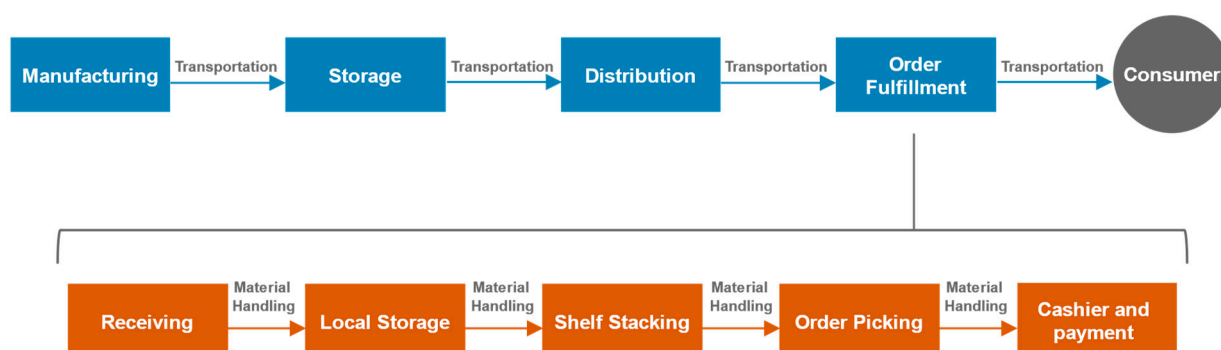 Manufacturing
Transportation
Storage
Transportation
Distribution
Transportation
Order
Fulfillment
Transportation
Consumer
Receiving
Material
Handling
Local Storage
Material
Handling
Shelf Stacking
Material
Handling
Order Picking
Material
Handling
Cashier and
payment